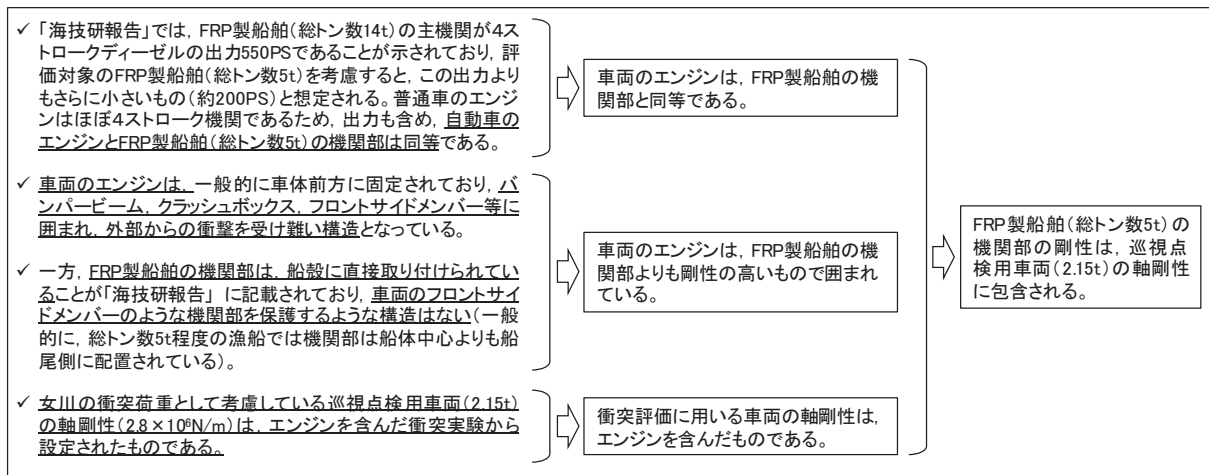 ✓ 「海技研報告」では，FRP製船舶(総トン数14t)の主機関が4ス
トロークディーゼルの出力550PSであることが示されており，評
価対象のFRP製船舶(総トン数5t)を考慮すると，この出力より
もさらに小さいもの(約200PS)と想定される。普通車のエンジ
ンはほぼ4ストローク機関であるため，出力も含め，自動車の
エンジンとFRP製船舶(総トン数5t)の機関部は同等である。
車両のエンジンは，FRP製船舶の機
関部と同等である。
✓ 車両のエンジンは，一般的に車体前方に固定されており，バ
ンパービーム，クラッシュボックス，フロントサイドメンバー等に
囲まれ，外部からの衝撃を受け難い構造となっている。
✓ 一方，FRP製船舶の機関部は，船殻に直接取り付けられてい
ることが「海技研報告」 に記載されており，車両のフロントサイ
ドメンバーのような機関部を保護するような構造はない(一般
的に，総トン数5t程度の漁船では機関部は船体中心よりも船
尾側に配置されている)。
車両のエンジンは，FRP製船舶の機
関部よりも剛性の高いもので囲まれ
ている。
✓ 女川の衝突荷重として考慮している巡視点検用車両(2.15t)
の軸剛性(2.8×10⁶N/m)は，エンジンを含んだ衝突実験から
設定されたものである。
衝突評価に用いる車両の軸剛性は，
エンジンを含んだものである。
FRP製船舶(総トン数5t)の
機関部の剛性は，巡視点
検用車両(2.15t)の軸剛性
に包含される。